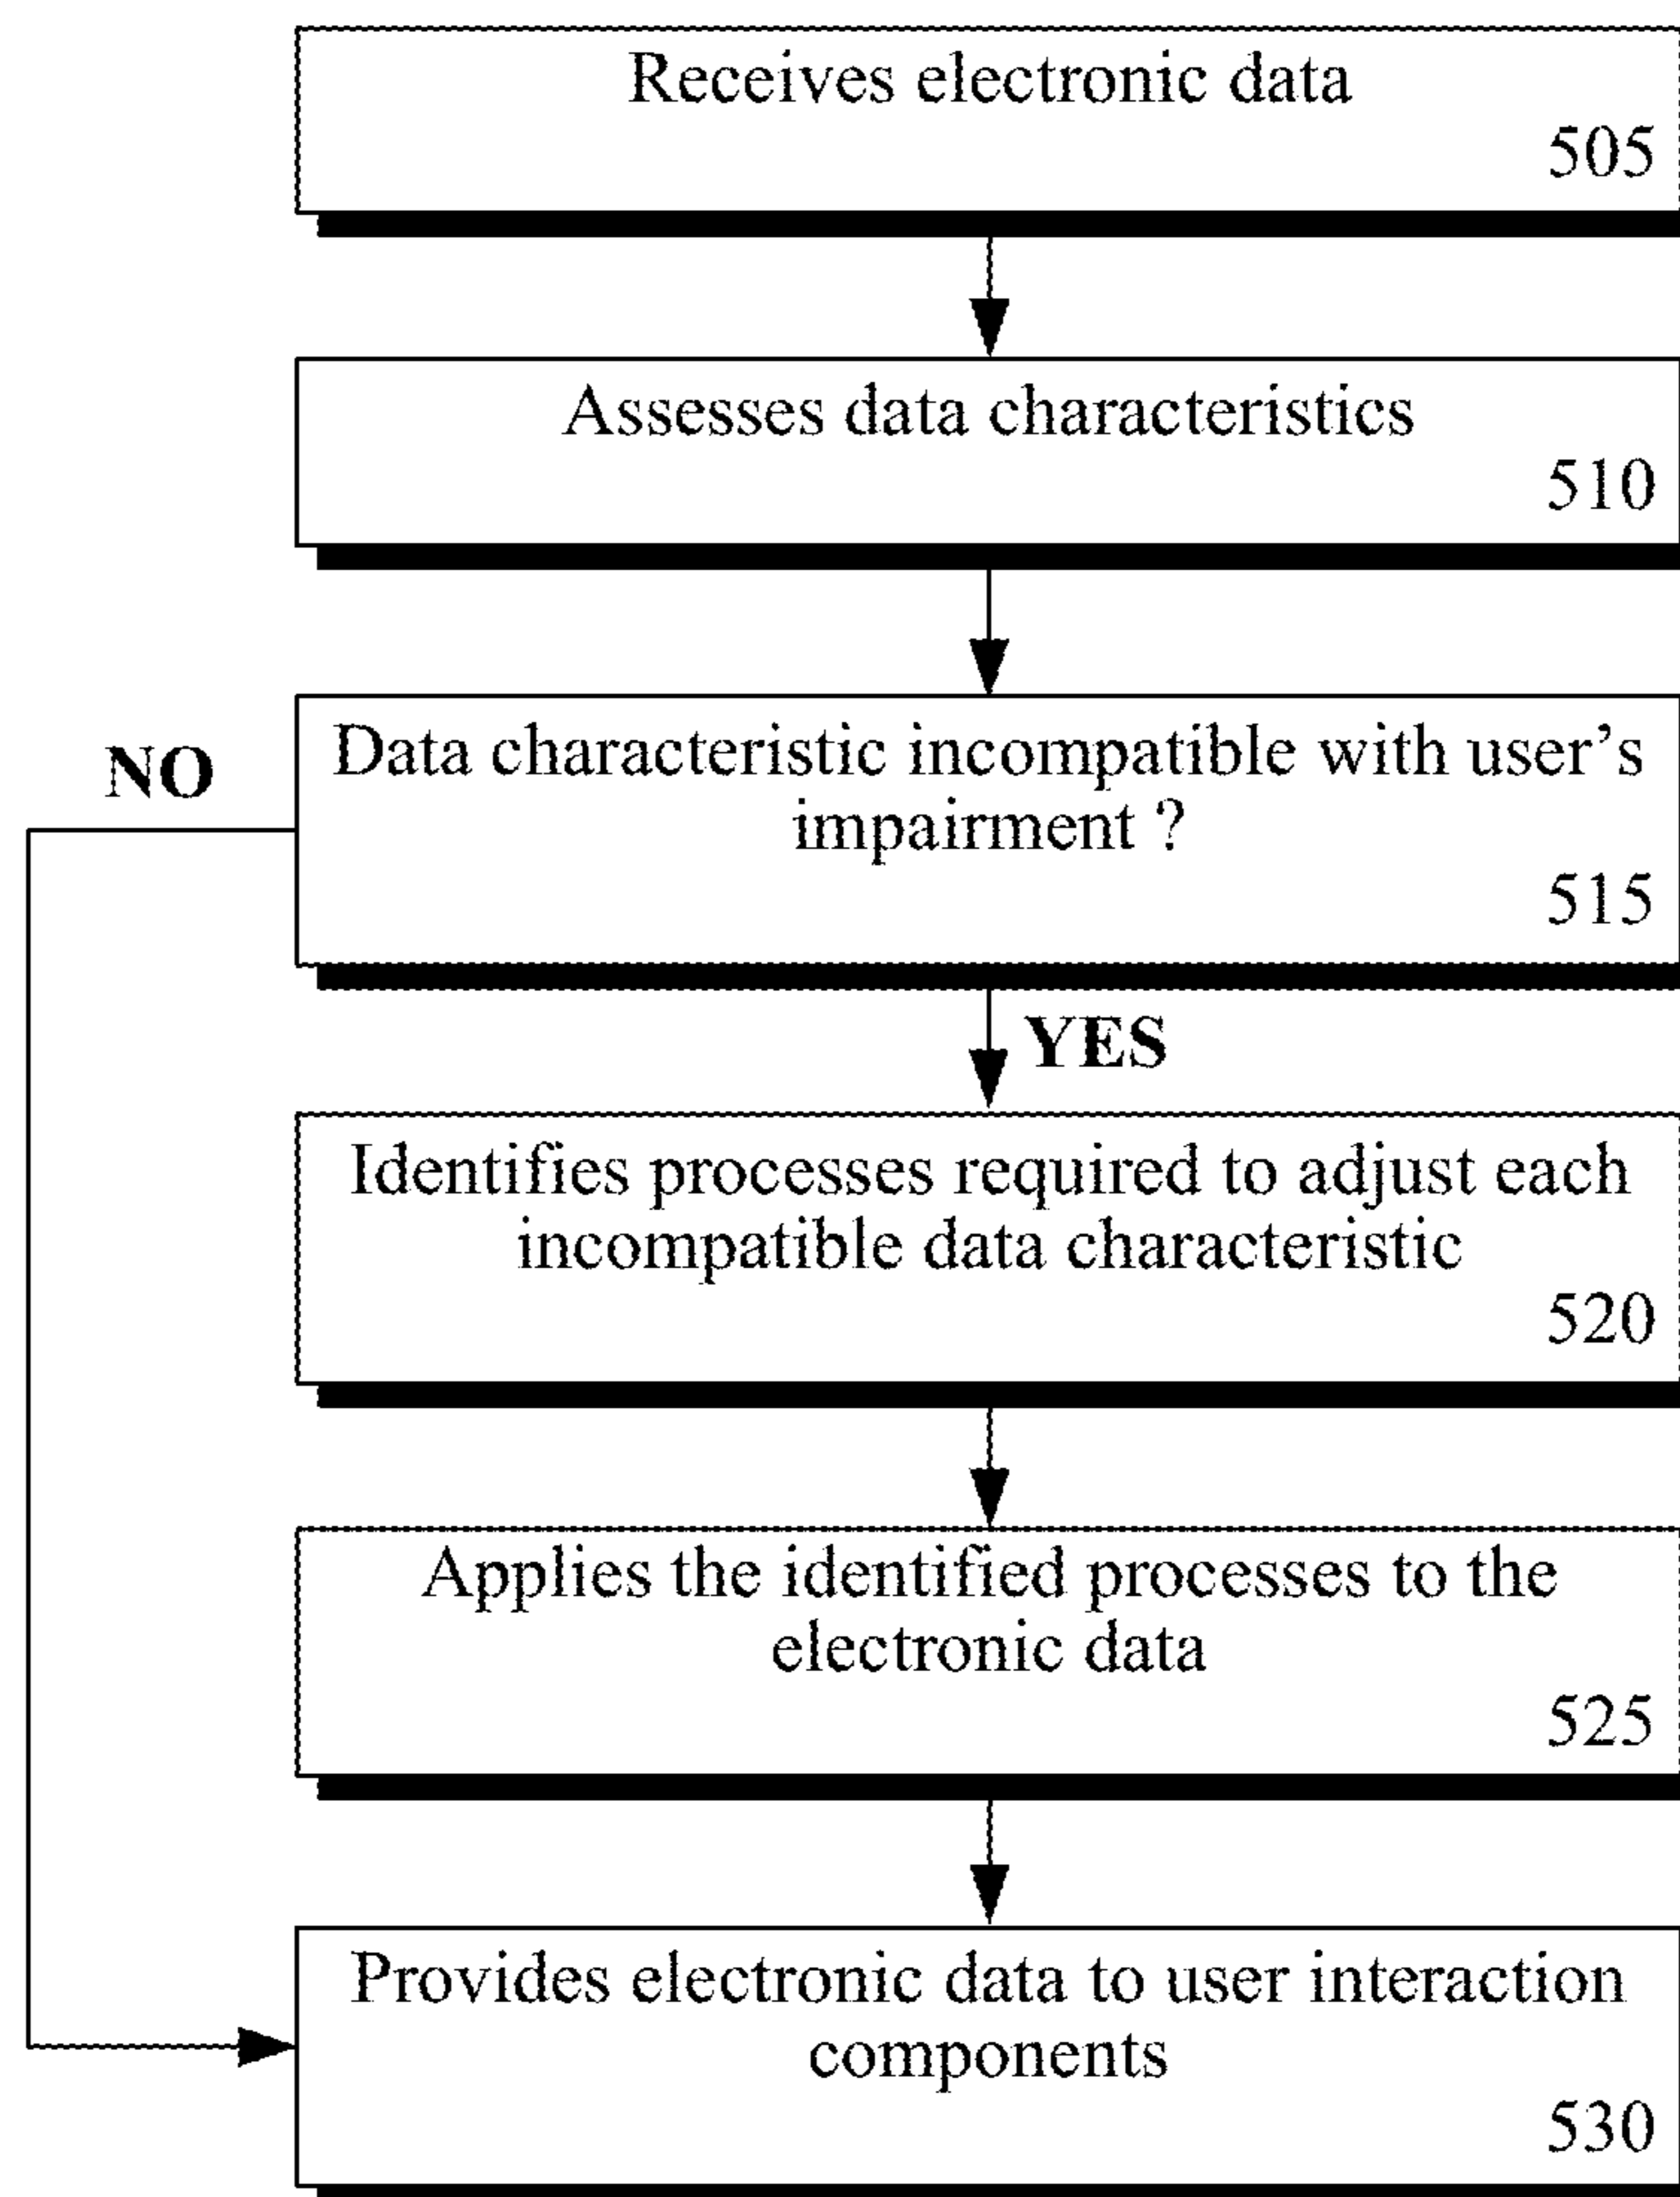 Receives electronic data
505
Assesses data characteristics
510
NO
Data characteristic incompatible with user's
impairment ?
515
YES
Identifies processes required to adjust each
incompatible data characteristic
520
Applies the identified processes to the
electronic data
525
Provides electronic data to user interaction
components
530